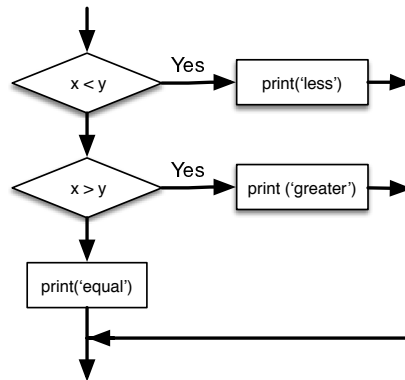 x < y
Yes
print(‘less’)
x > y
Yes
print (‘greater’)
print(‘equal’)